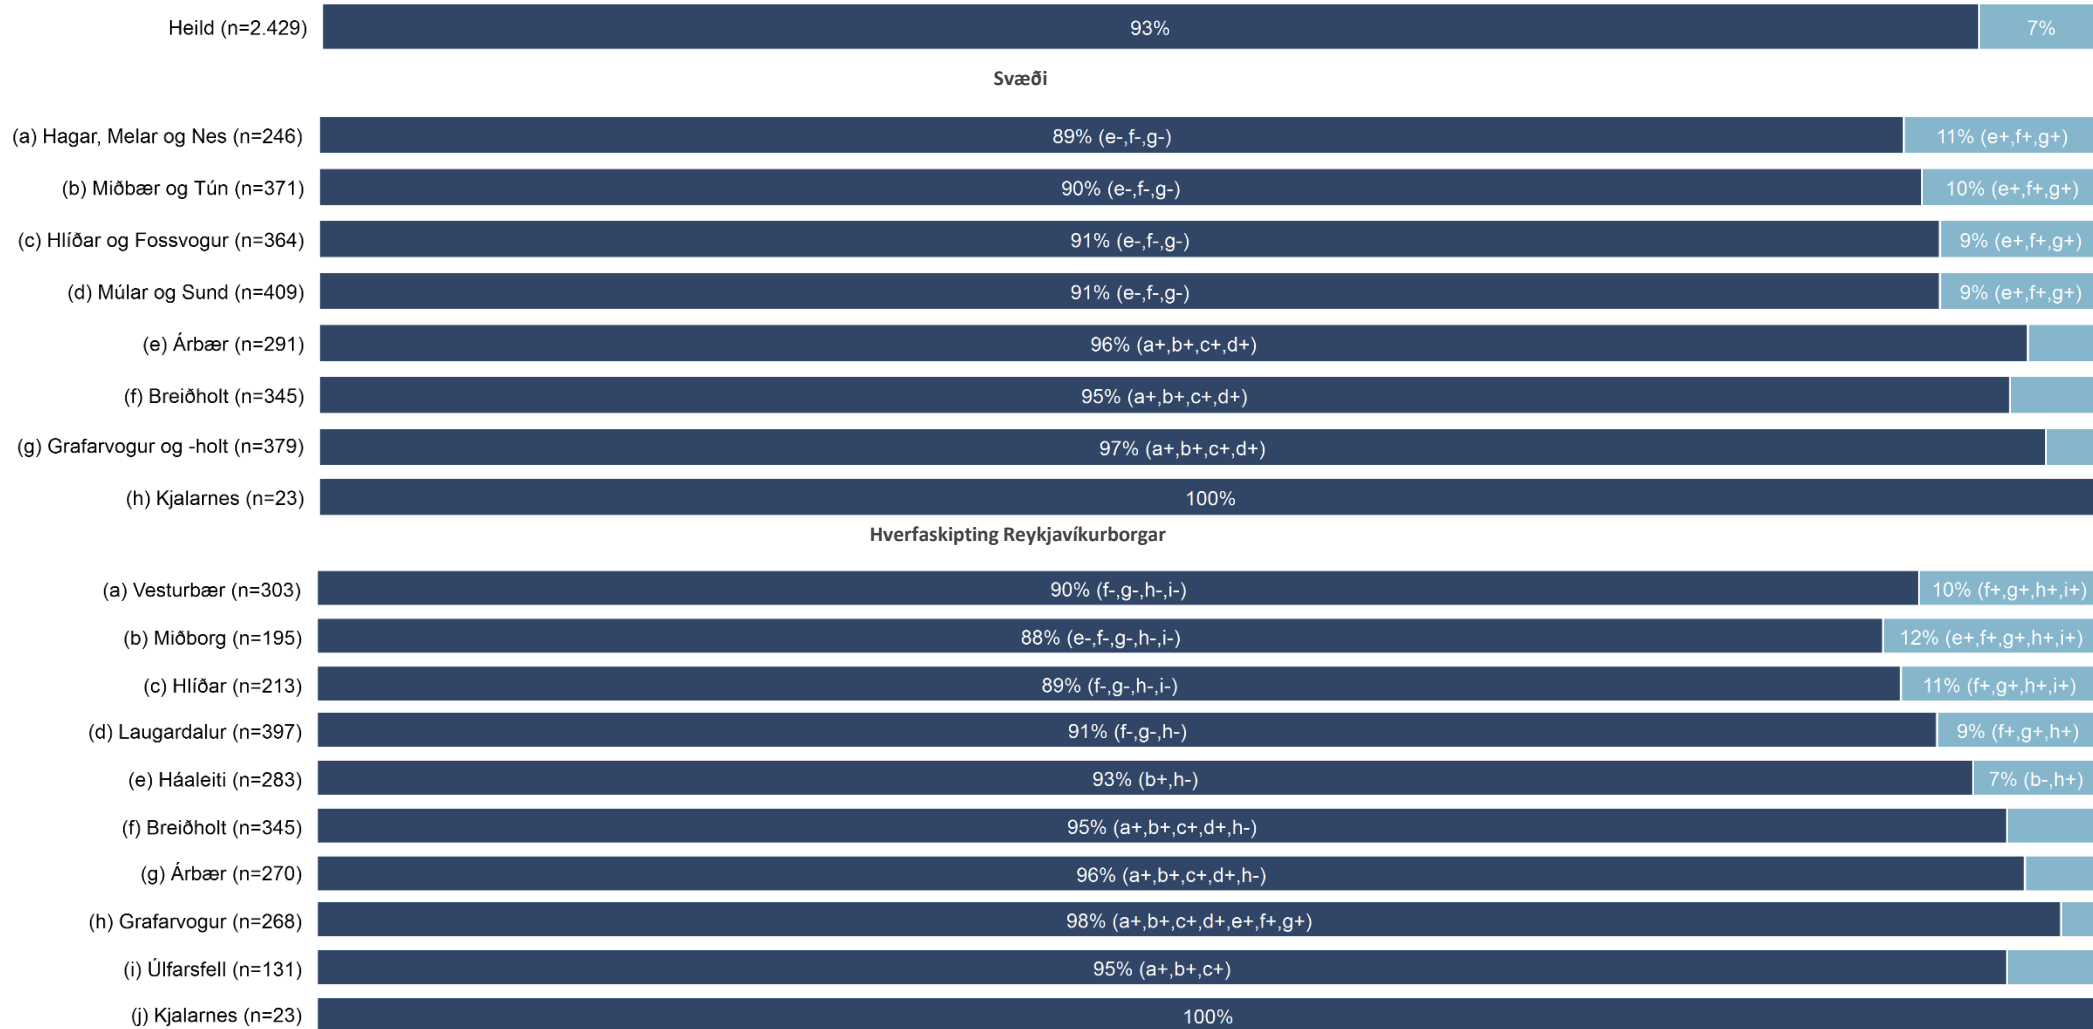 Heild (n=2.429) 93% 7%
Svæði
(a) Hagar, Melar og Nes (n=246) 89% (e-,f-,g-) 11% (e+,f+,g+)
(b) Miðbær og Tún (n=371) 90% (e-,f-,g-) 10% (e+,f+,g+)
(c) Hlíðar og Fossvogur (n=364) 91% (e-,f-,g-) 9% (e+,f+,g+)
(d) Múlar og Sund (n=409) 91% (e-,f-,g-) 9% (e+,f+,g+)
(e) Árbær (n=291) 96% (a+,b+,c+,d+)
(f) Breiðholt (n=345) 95% (a+,b+,c+,d+)
(g) Grafarvogur og -holt (n=379) 97% (a+,b+,c+,d+)
(h) Kjalarnes (n=23) 100%
Hverfaskipting Reykjavíkurborgar
(a) Vesturbær (n=303) 90% (f-,g-,h-,i-) 10% (f+,g+,h+,i+)
(b) Miðborg (n=195) 88% (e-,f-,g-,h-,i-) 12% (e+,f+,g+,h+,i+)
(c) Hlíðar (n=213) 89% (f-,g-,h-,i-) 11% (f+,g+,h+,i+)
(d) Laugardalur (n=397) 91% (f-,g-,h-) 9% (f+,g+,h+)
(e) Háaleiti (n=283) 93% (b+,h-) 7% (b-,h+)
(f) Breiðholt (n=345) 95% (a+,b+,c+,d+,h-)
(g) Árbær (n=270) 96% (a+,b+,c+,d+,h-)
(h) Grafarvogur (n=268) 98% (a+,b+,c+,d+,e+,f+,g+)
(i) Úlfarsfell (n=131) 95% (a+,b+,c+)
(j) Kjalarnes (n=23) 100%